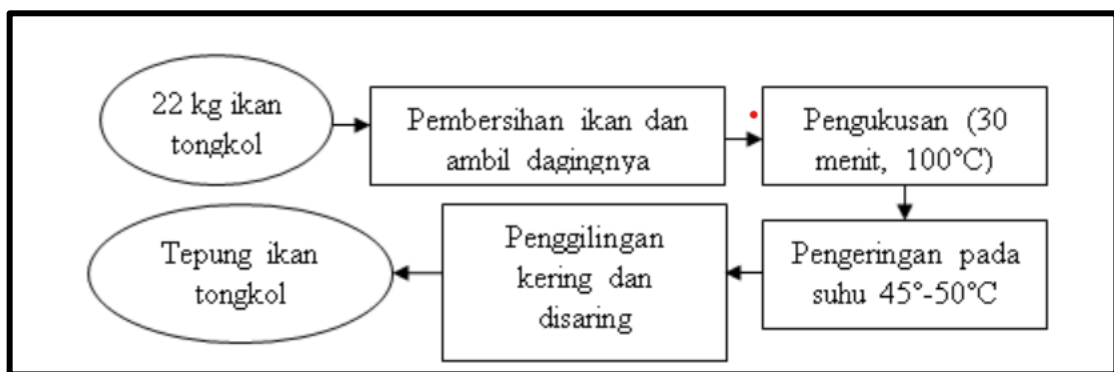 22 kg ikan
tongkol
Pembersihan ikan dan
ambil dagingnya
Pengukusan (30
menit, 100°C)
Pengeringan pada
suhu 45°-50°C
Penggilingan
kering dan
disaring
Tepung ikan
tongkol